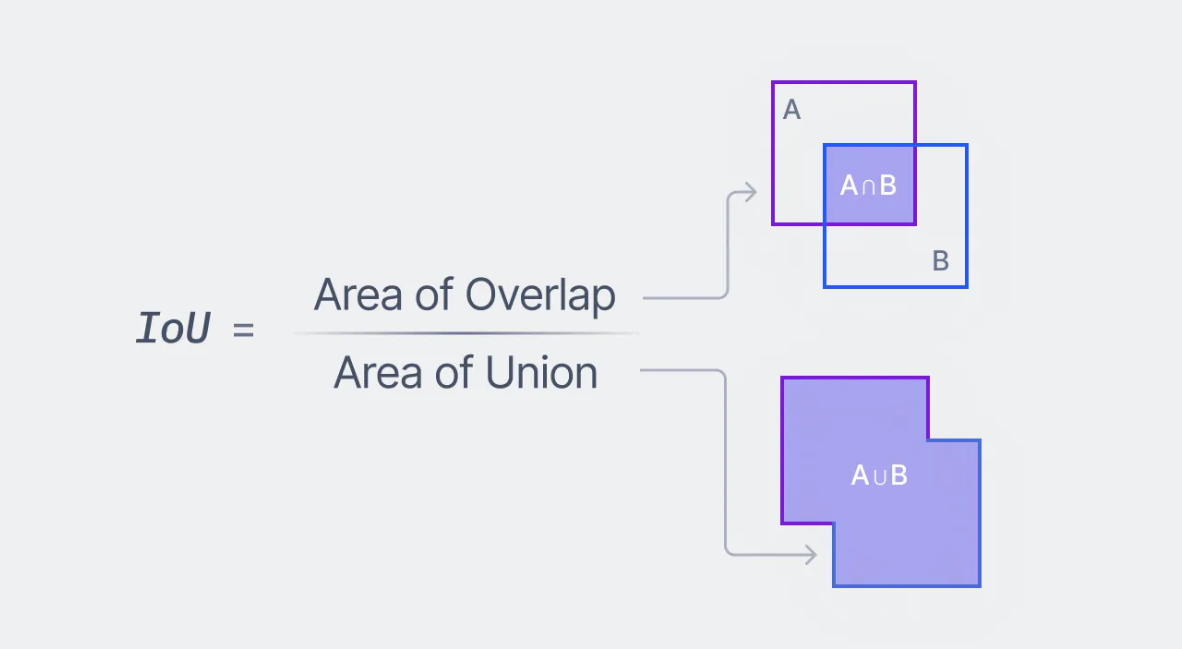 A
A∩B
B
Area of Overlap
IoU =
Area of Union
A∪B